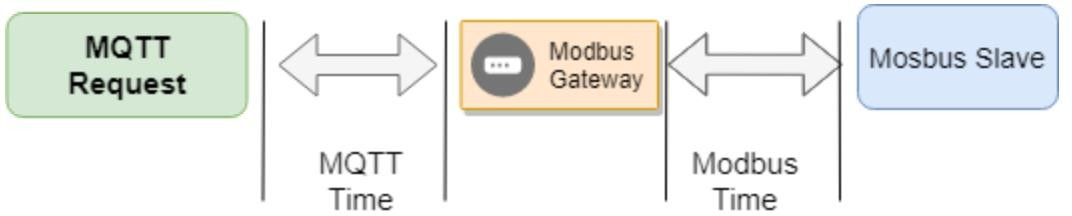 MQTT
Request
Modbus
Gateway
Mosbus Slave
MQTT
Time
Modbus
Time